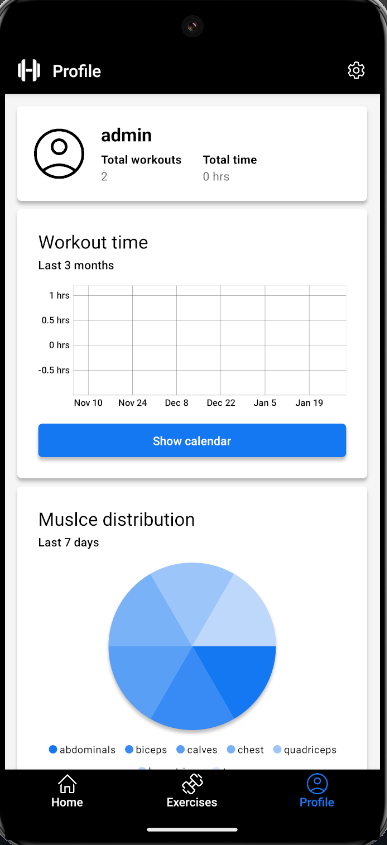 Profile
admin
Total workouts Total time
2 0 hrs
Workout time
Last 3 months
1 hrs
0.5 hrs
0 hrs
-0.5 hrs
Nov 10 Nov 24 Dec 8 Dec 22 Jan 5 Jan 19
Show calendar
Muslce distribution
Last 7 days
abdominals biceps calves chest quadriceps
Home Exercises Profile